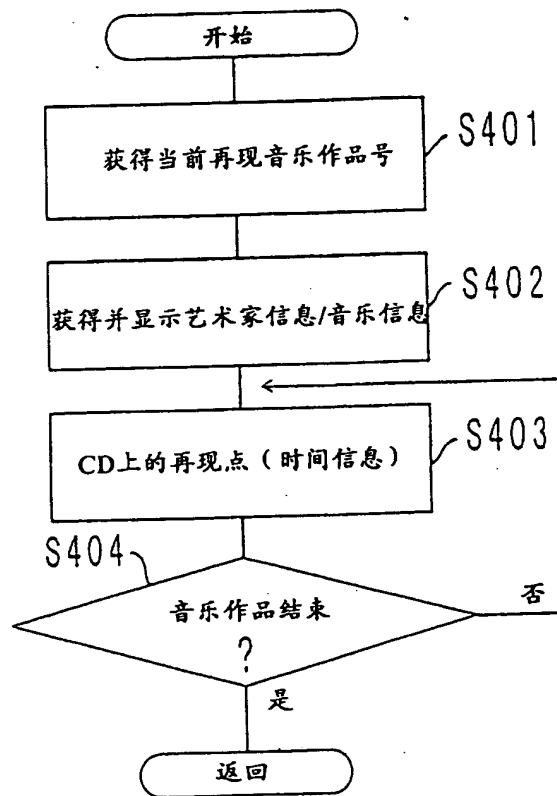 开始
获得当前再现音乐作品号
S401
获得并显示艺术家信息/音乐信息
S402
CD上的再现点（时间信息）
S403
S404
音乐作品结束
?
否
是
返回